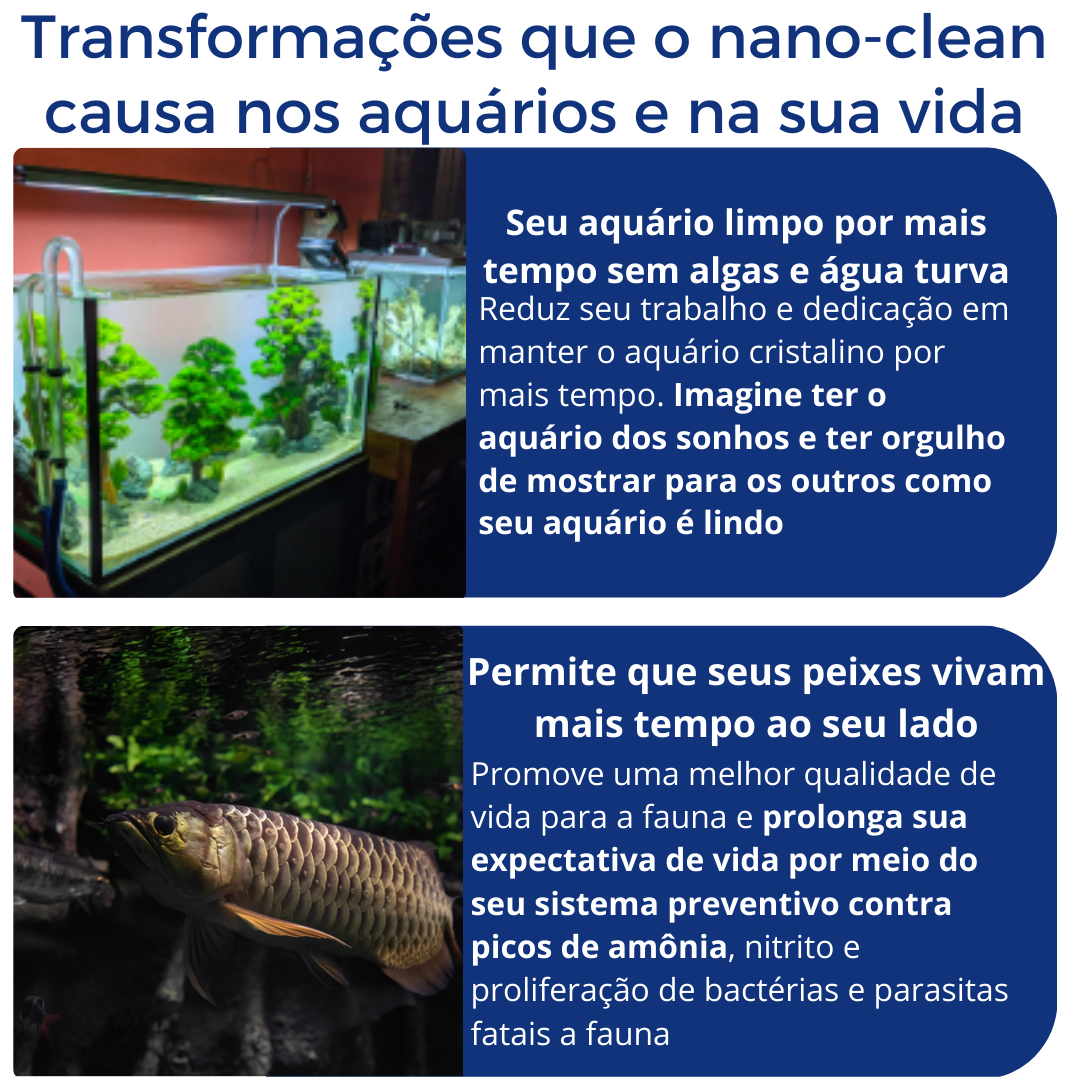 Transformações que o nano-clean
causa nos aquários e na sua vida
Seu aquário limpo por mais
tempo sem algas e água turva
Reduz seu trabalho e dedicação em
manter o aquário cristalino por
mais tempo. Imagine ter o
aquário dos sonhos e ter orgulho
de mostrar para os outros como
seu aquário é lindo
Permite que seus peixes vivam
mais tempo ao seu lado
Promove uma melhor qualidade de
vida para a fauna e prolonga sua
expectativa de vida por meio do
seu sistema preventivo contra
picos de amônia, nitrito e
proliferação de bactérias e parasitas
fatais a fauna